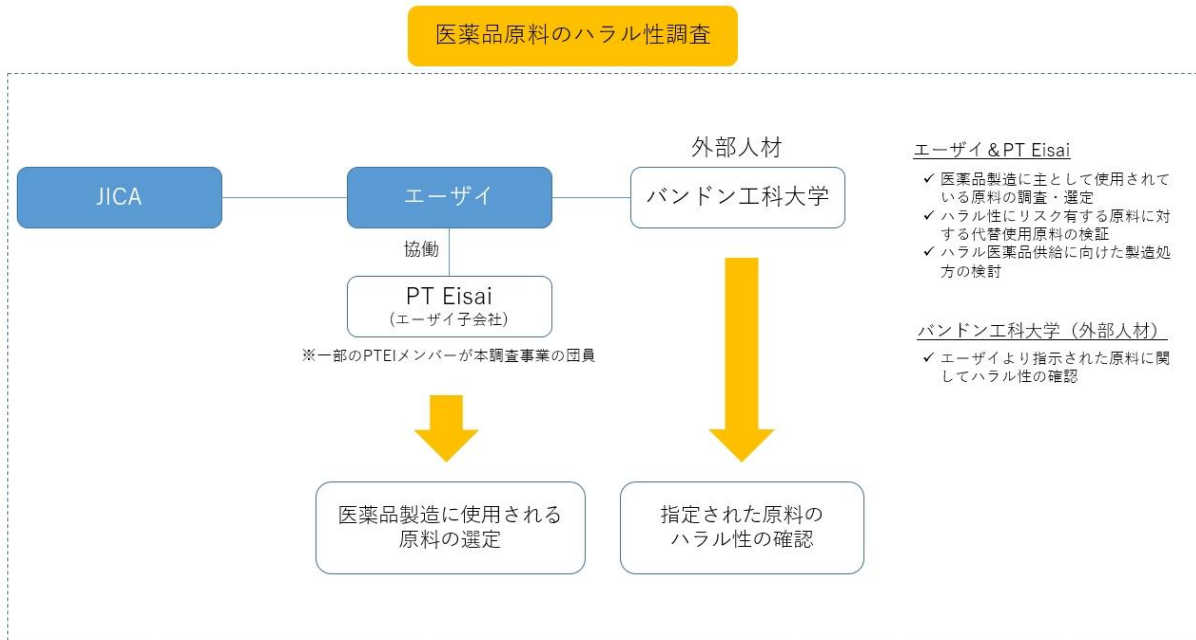 医薬品原料のハラル性調査
JICA
エーザイ
外部人材
バンドン工科大学
協働
PT Eisai
(エーザイ子会社)
※一部のPTEIメンバーが本調査事業の団員
医薬品製造に使用される
原料の選定
指定された原料の
ハラル性の確認
エーザイ&PT Eisai
✓ 医薬品製造に主として使用されて
いる原料の調査・選定
✓ ハラル性にリスク有する原料に対
する代替使用原料の検証
✓ ハラル医薬品供給に向けた製造処
方の検討
バンドン工科大学(外部人材)
✓ エーザイより指示された原料に関
してハラル性の確認